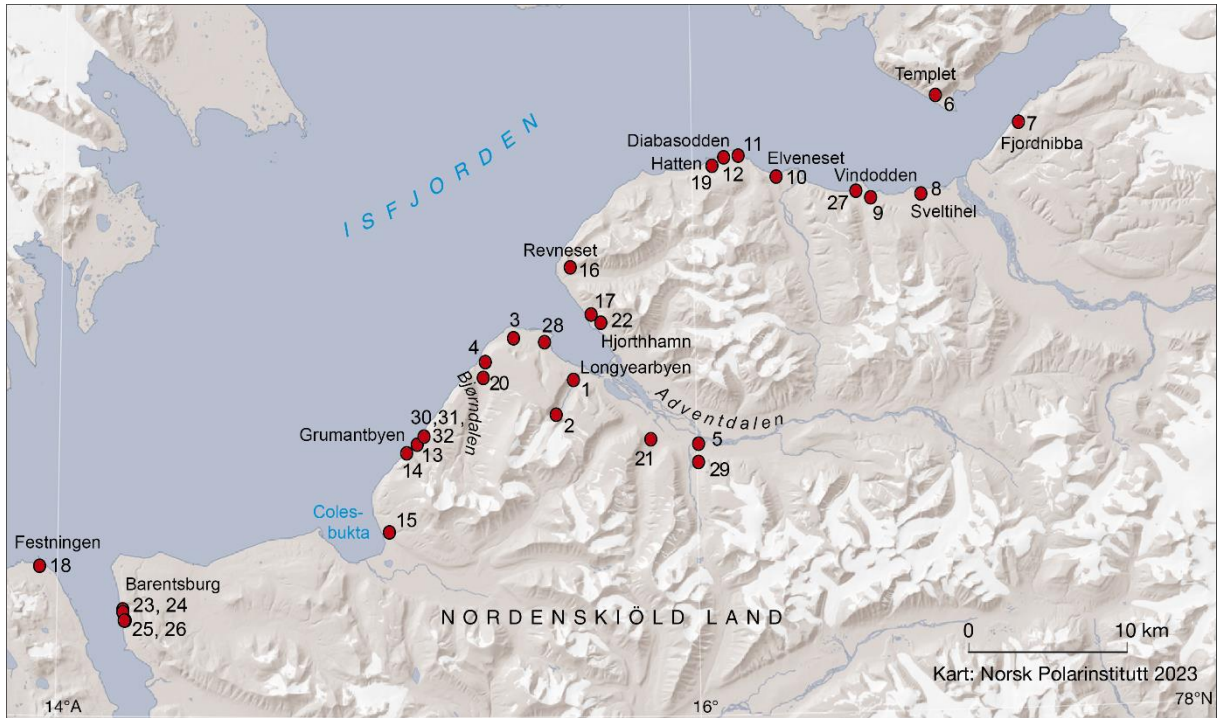 Templet
6
7
Fjordnibba
Diabasodden
11
Hatten
12
19
Elveneset
10
Vindodden
27
9
8
Sveltihel
ISFJORDEN
Revneset
16
17
22
Hjorthhamn
3
28
4
20
Bjørndalen
Longyearbyen
1
2
Adventdalen
5
21
29
30,31,
32
Grumantbyen
13
14
Coles-
bukta
15
Festningen
18
Barentsburg
23, 24
25, 26
NORDENSKIÖLD LAND
0 10 km
Kart: Norsk Polarinstitutt 2023
14°A
16°
78°N